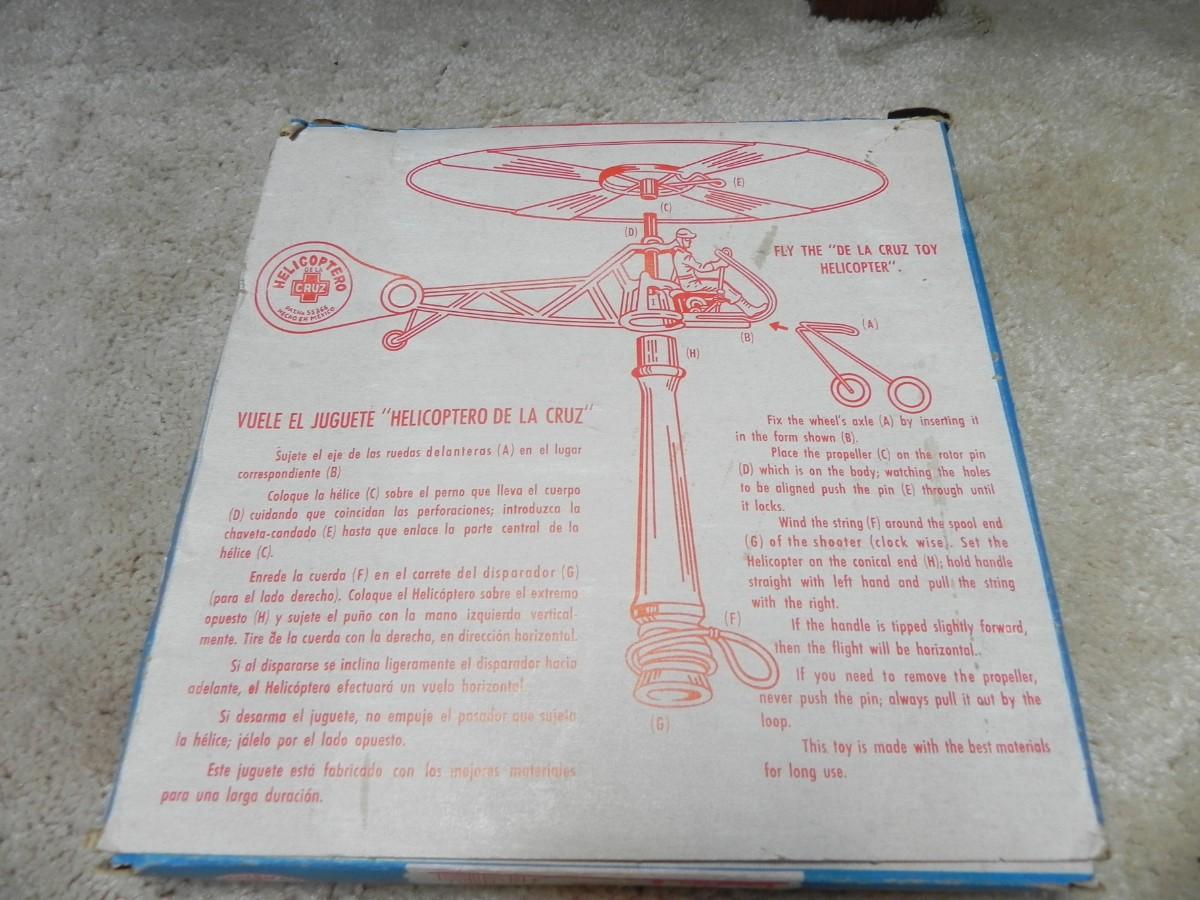 (E)
(C)
(D)
FLY THE "DE LA CRUZ TOY
HELICOPTER".
HELICOPTERO
DE LA
CRUZ
HECHO EN MEXICO
(A)
(B)
(H)
VUELE EL JUGUETE "HELICOPTERO DE LA CRUZ"
Sujete el eje de las ruedas delanteras (A) en el lugar
correspondiente (B)
Coloque la hélice (C) sobre el perno que lleva el cuerpo
(D) cuidando que coincidan las perforaciones; introduzca la
chaveta-candado (E) hasta que enlace la parte central de la
hélice (C).
Enrede la cuerda (F) en el carrete del disparador (G)
(para el lado derecho). Coloque el Helicóptero sobre el extremo
opuesto (H) y sujete el puño con la mano izquierda vertical-
mente. Tire de la cuerda con la derecha, en dirección horizontal.
Si al dispararse se inclina ligeramente el disparador hacia
adelante, el Helicóptero efectuará un vuelo horizontal.
Si desarma el juguete, no empuje el pasador que sujeta
la hélice; jálelo por el lado opuesto.
Este juguete está fabricado con los mejores materiales
para una larga duración.
Fix the wheel's axle (A) by inserting it
in the form shown (B).
Place the propeller (C) on the rotor pin
(D) which is on the body; watching the holes
to be aligned push the pin (E) through until
it locks.
Wind the string (F) around the spool end
(G) of the shooter (clock wise). Set the
Helicopter on the conical end (H); hold handle
straight with left hand and pull the string
with the right.
If the handle is tipped slightly forward,
then the flight will be horizontal.
If you need to remove the propeller,
never push the pin; always pull it out by the
loop.
This toy is made with the best materials
for long use.
(F)
(G)